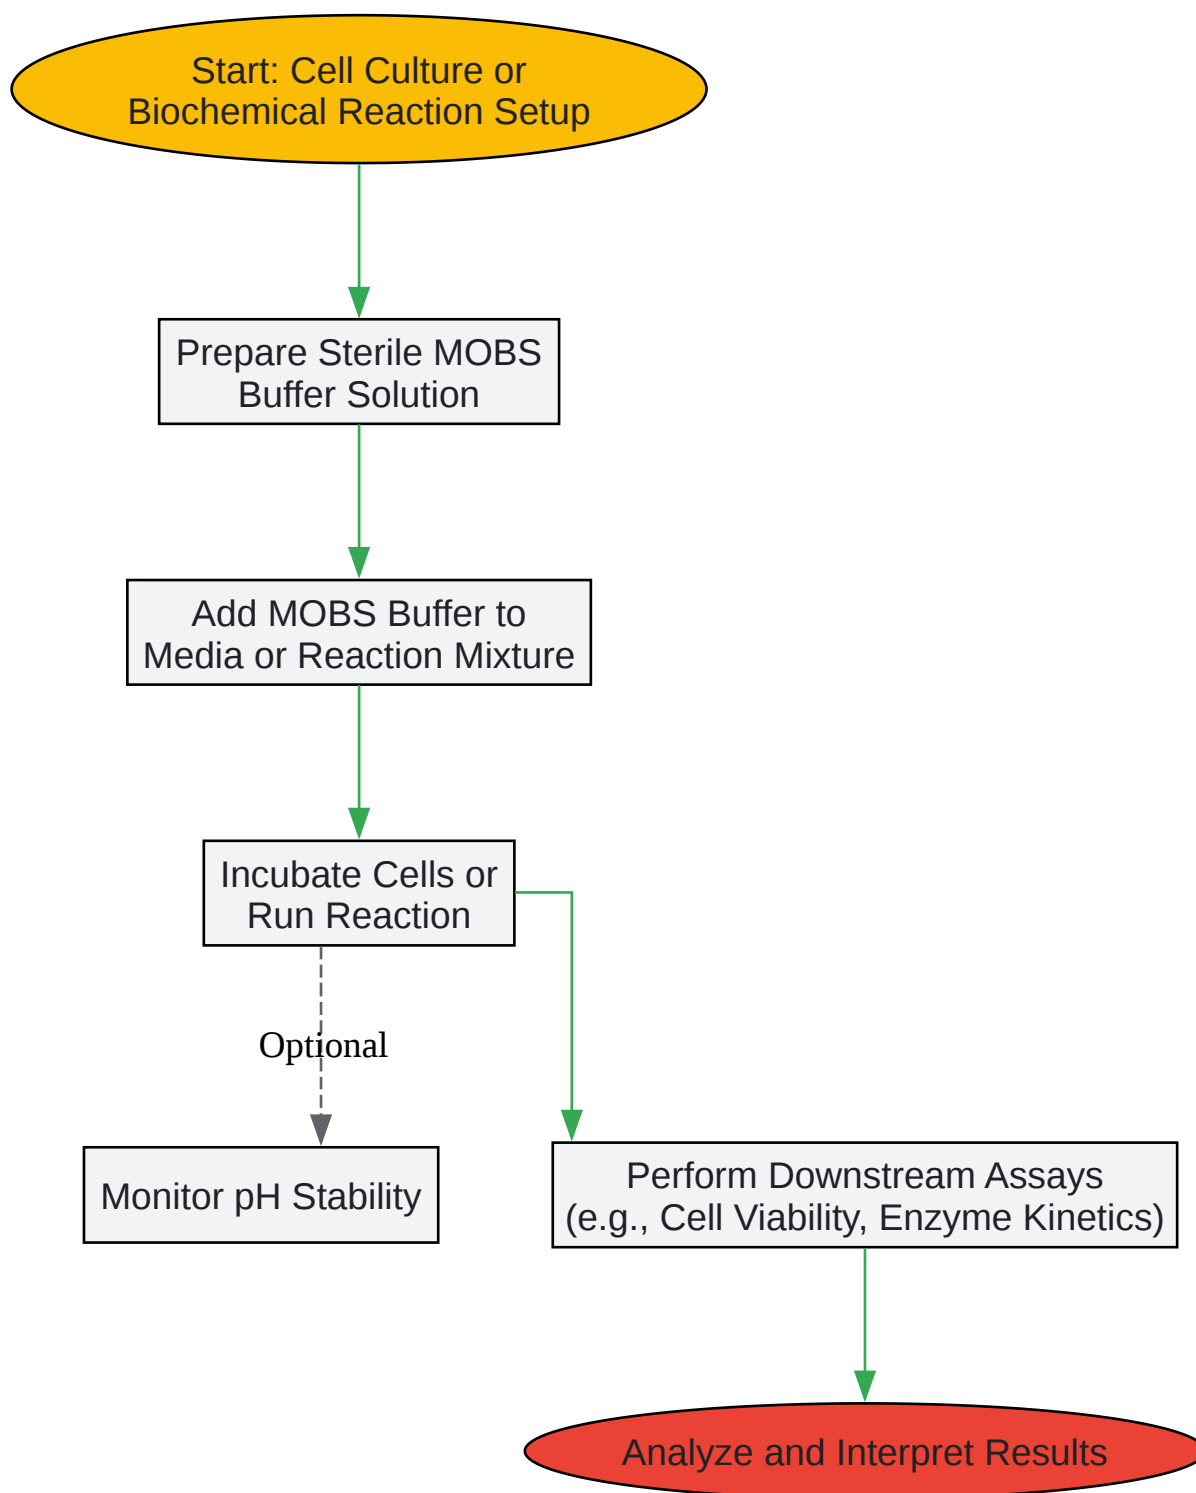 Start: Cell Culture or
Biochemical Reaction Setup
Prepare Sterile MOBS
Buffer Solution
Add MOBS Buffer to
Media or Reaction Mixture
Incubate Cells or
Run Reaction
Optional
Monitor pH Stability
Perform Downstream Assays
(e.g., Cell Viability, Enzyme Kinetics)
Analyze and Interpret Results